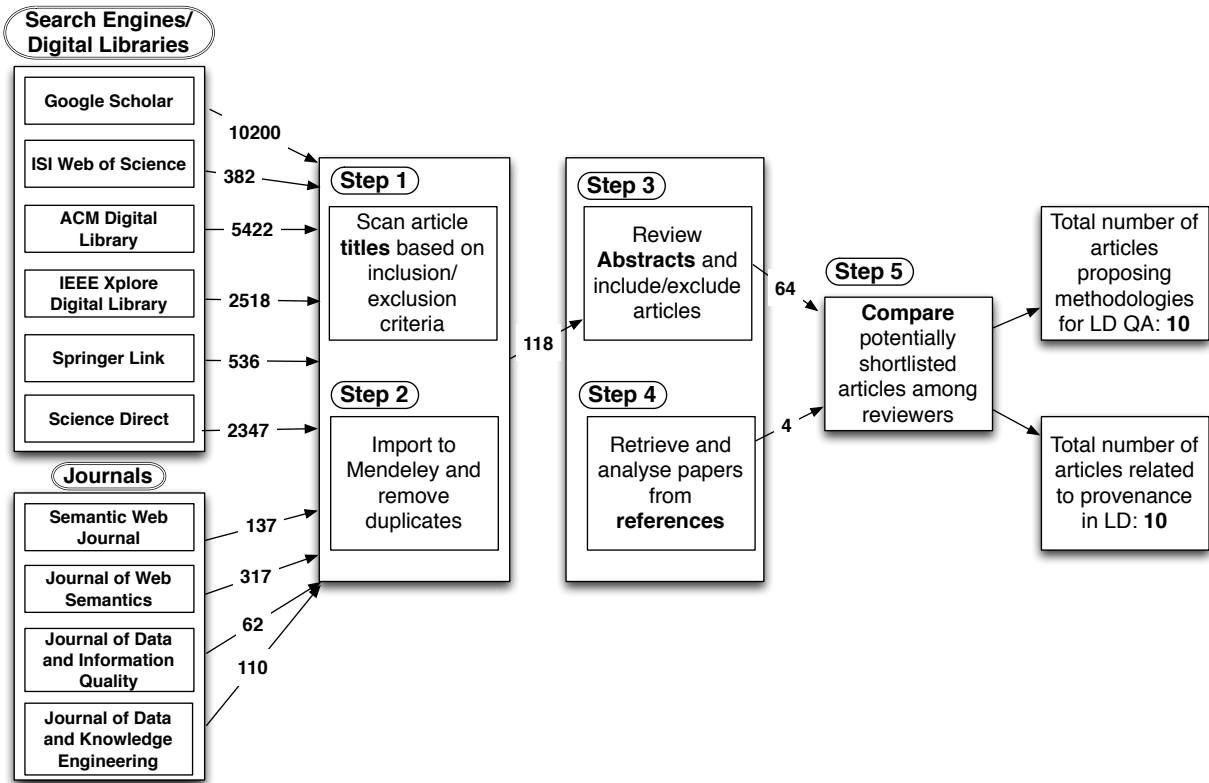 Search Engines/
Digital Libraries
Google Scholar
ISI Web of Science
ACM Digital
Library
IEEE Xplore
Digital Library
Springer Link
Science Direct
Journals
Semantic Web
Journal
Journal of Web
Semantics
Journal of Data
and Information
Quality
Journal of Data
and Knowledge
Engineering
10200
382
5422
2518
536
2347
137
317
62
110
Step 1
Scan article
titles based on
inclusion/
exclusion
criteria
Step 2
Import to
Mendeley and
remove
duplicates
118
Step 3
Review
Abstracts and
include/exclude
articles
Step 4
Retrieve and
analyse papers
from
references
64
4
Step 5
Compare
potentially
shortlisted
articles among
reviewers
Total number of
articles
proposing
methodologies
for LD QA: 10
Total number of
articles related
to provenance
in LD: 10